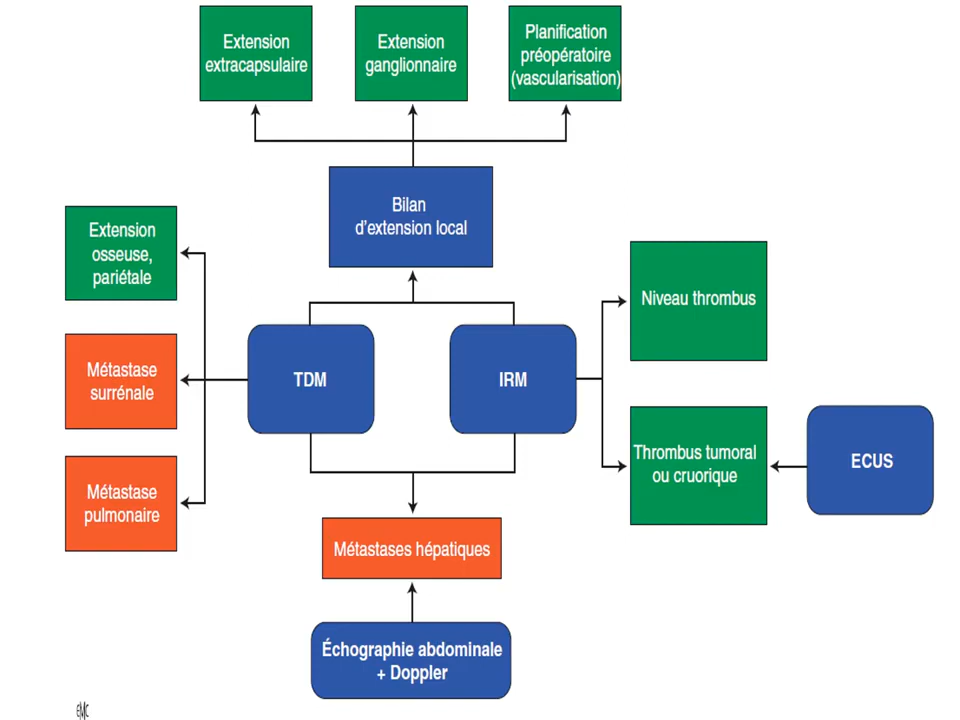 Extension
extracapsulaire
Extension
ganglionnaire
Planification
préopératoire
(vascularisation)
Bilan
d'extension local
Extension
osseuse,
pariétale
Niveau thrombus
Métastase
surrénale
TDM
IRM
Thrombus tumoral
ou cruorique
ECUS
Métastase
pulmonaire
Métastases hépatiques
Échographie abdominale
+ Doppler
EMC